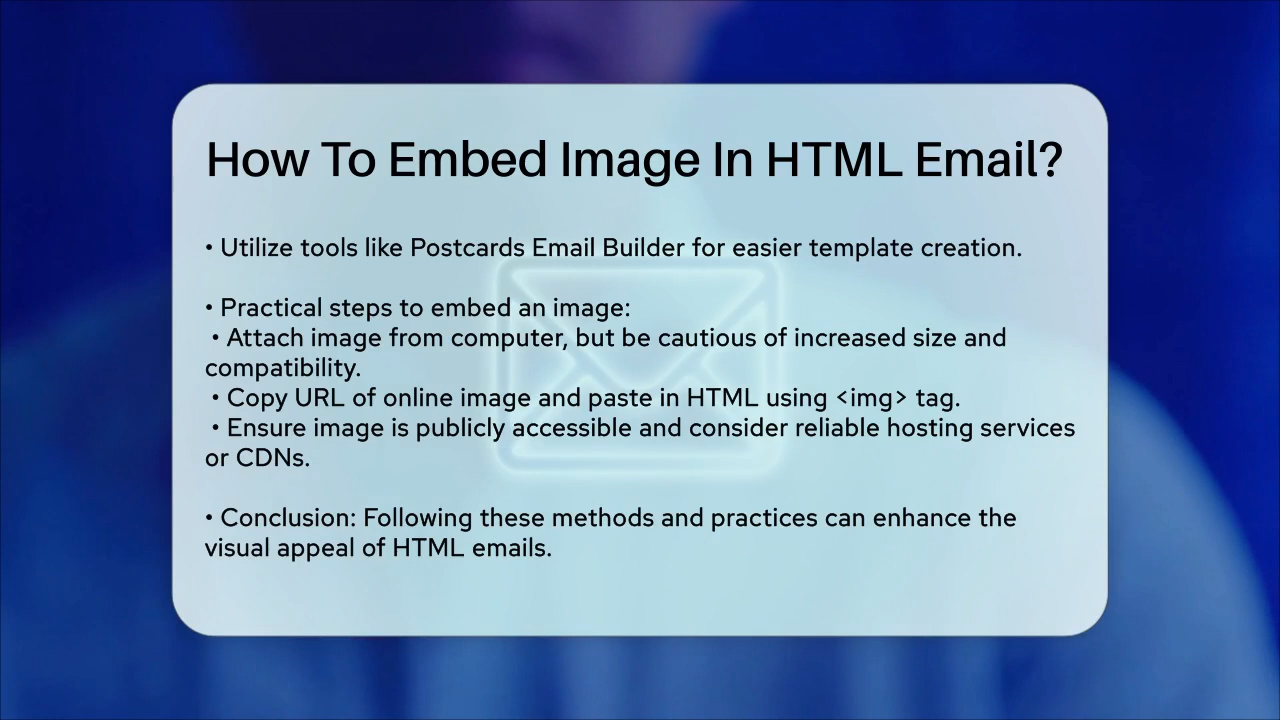 How To Embed Image In HTML Email?
• Utilize tools like Postcards Email Builder for easier template creation.
• Practical steps to embed an image:
• Attach image from computer, but be cautious of increased size and
compatibility.
• Copy URL of online image and paste in HTML using <img> tag.
• Ensure image is publicly accessible and consider reliable hosting services
or CDNs.
• Conclusion: Following these methods and practices can enhance the
visual appeal of HTML emails.